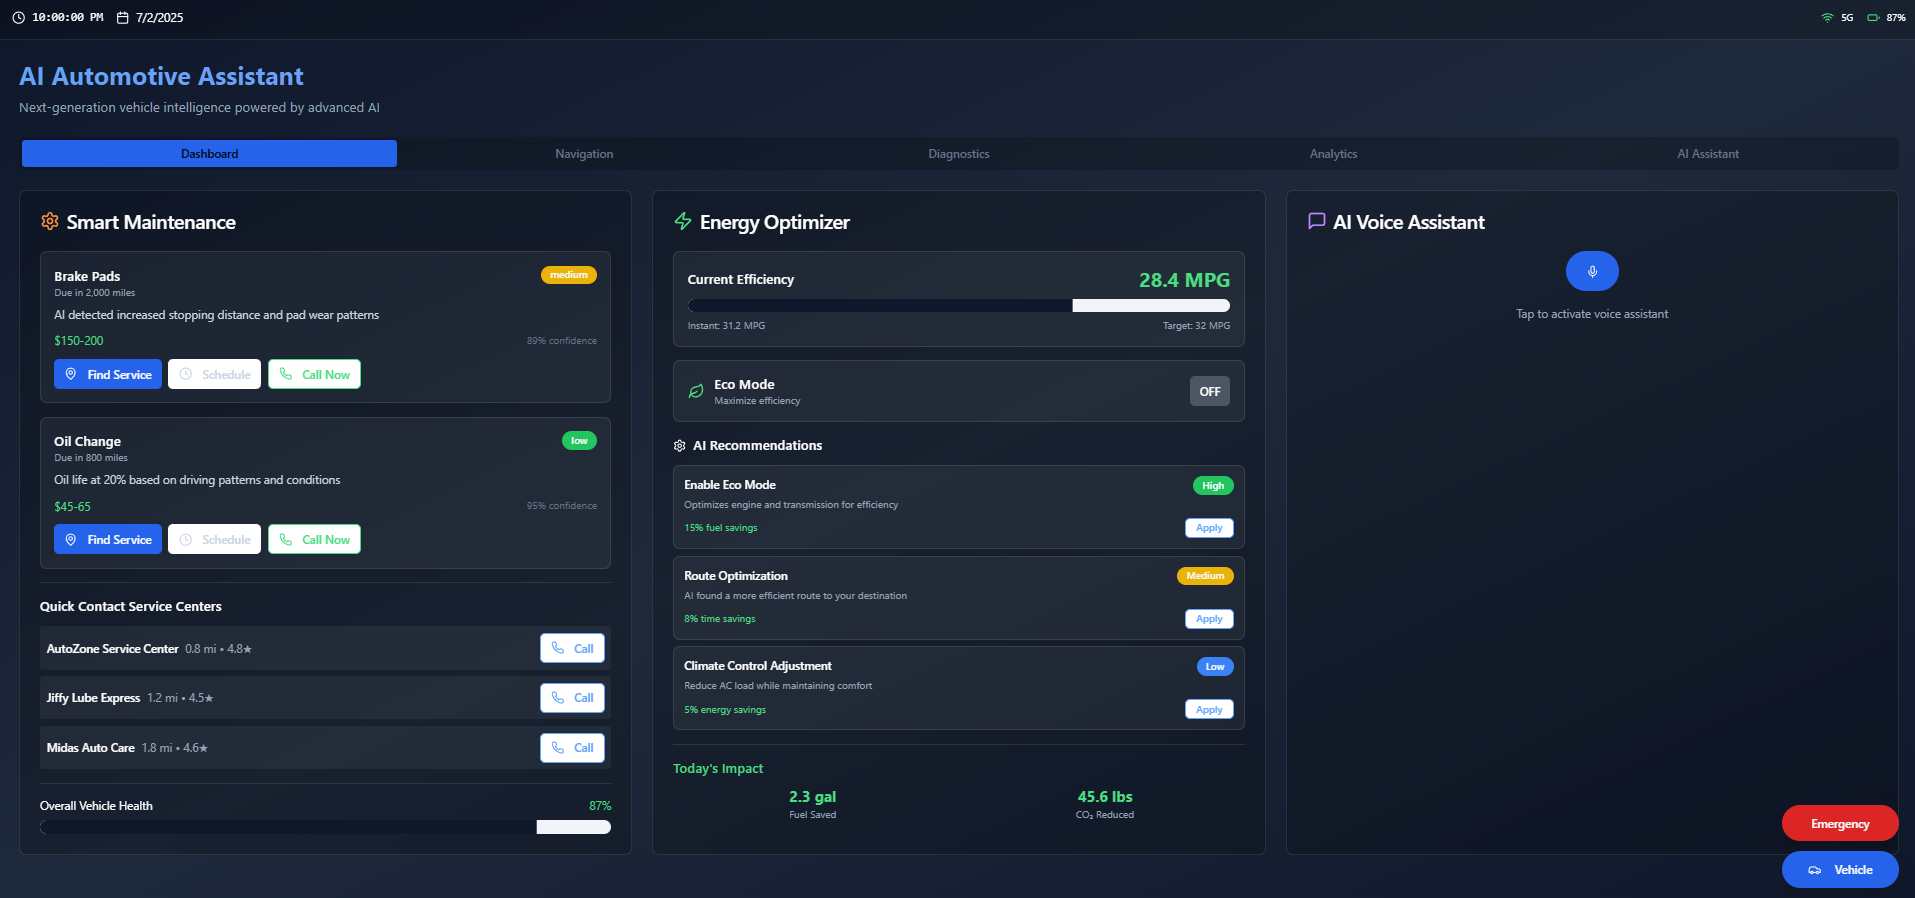 10:00:00 PM 7/2/2025 5G 87%
AI Automotive Assistant
Next-generation vehicle intelligence powered by advanced AI
Dashboard Navigation Diagnostics Analytics AI Assistant
Smart Maintenance
Brake Pads medium
Due in 2,000 miles
AI detected increased stopping distance and pad wear patterns
$150-200 89% confidence
Find Service Schedule Call Now
Oil Change low
Due in 800 miles
Oil life at 20% based on driving patterns and conditions
$45-65 95% confidence
Find Service Schedule Call Now
Quick Contact Service Centers
AutoZone Service Center 0.8 mi • 4.8★ Call
Jiffy Lube Express 1.2 mi • 4.5★ Call
Midas Auto Care 1.8 mi • 4.6★ Call
Overall Vehicle Health 87%
Energy Optimizer
Current Efficiency 28.4 MPG
Instant: 31.2 MPG Target: 32 MPG
Eco Mode OFF
Maximize efficiency
AI Recommendations
Enable Eco Mode High
Optimizes engine and transmission for efficiency
15% fuel savings Apply
Route Optimization Medium
AI found a more efficient route to your destination
8% time savings Apply
Climate Control Adjustment Low
Reduce AC load while maintaining comfort
5% energy savings Apply
Today's Impact
2.3 gal 45.6 lbs
Fuel Saved CO₂ Reduced
AI Voice Assistant
Tap to activate voice assistant
Emergency
Vehicle